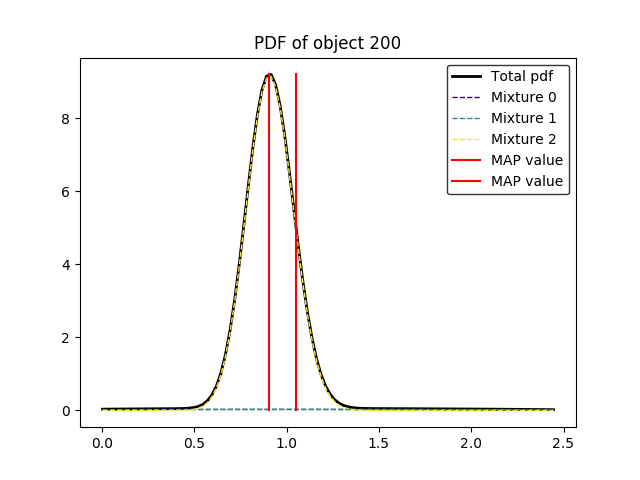 PDF of object 200
Total pdf
Mixture 0
Mixture 1
Mixture 2
MAP value
MAP value
8
6
4
2
0
0.0 0.5 1.0 1.5 2.0 2.5